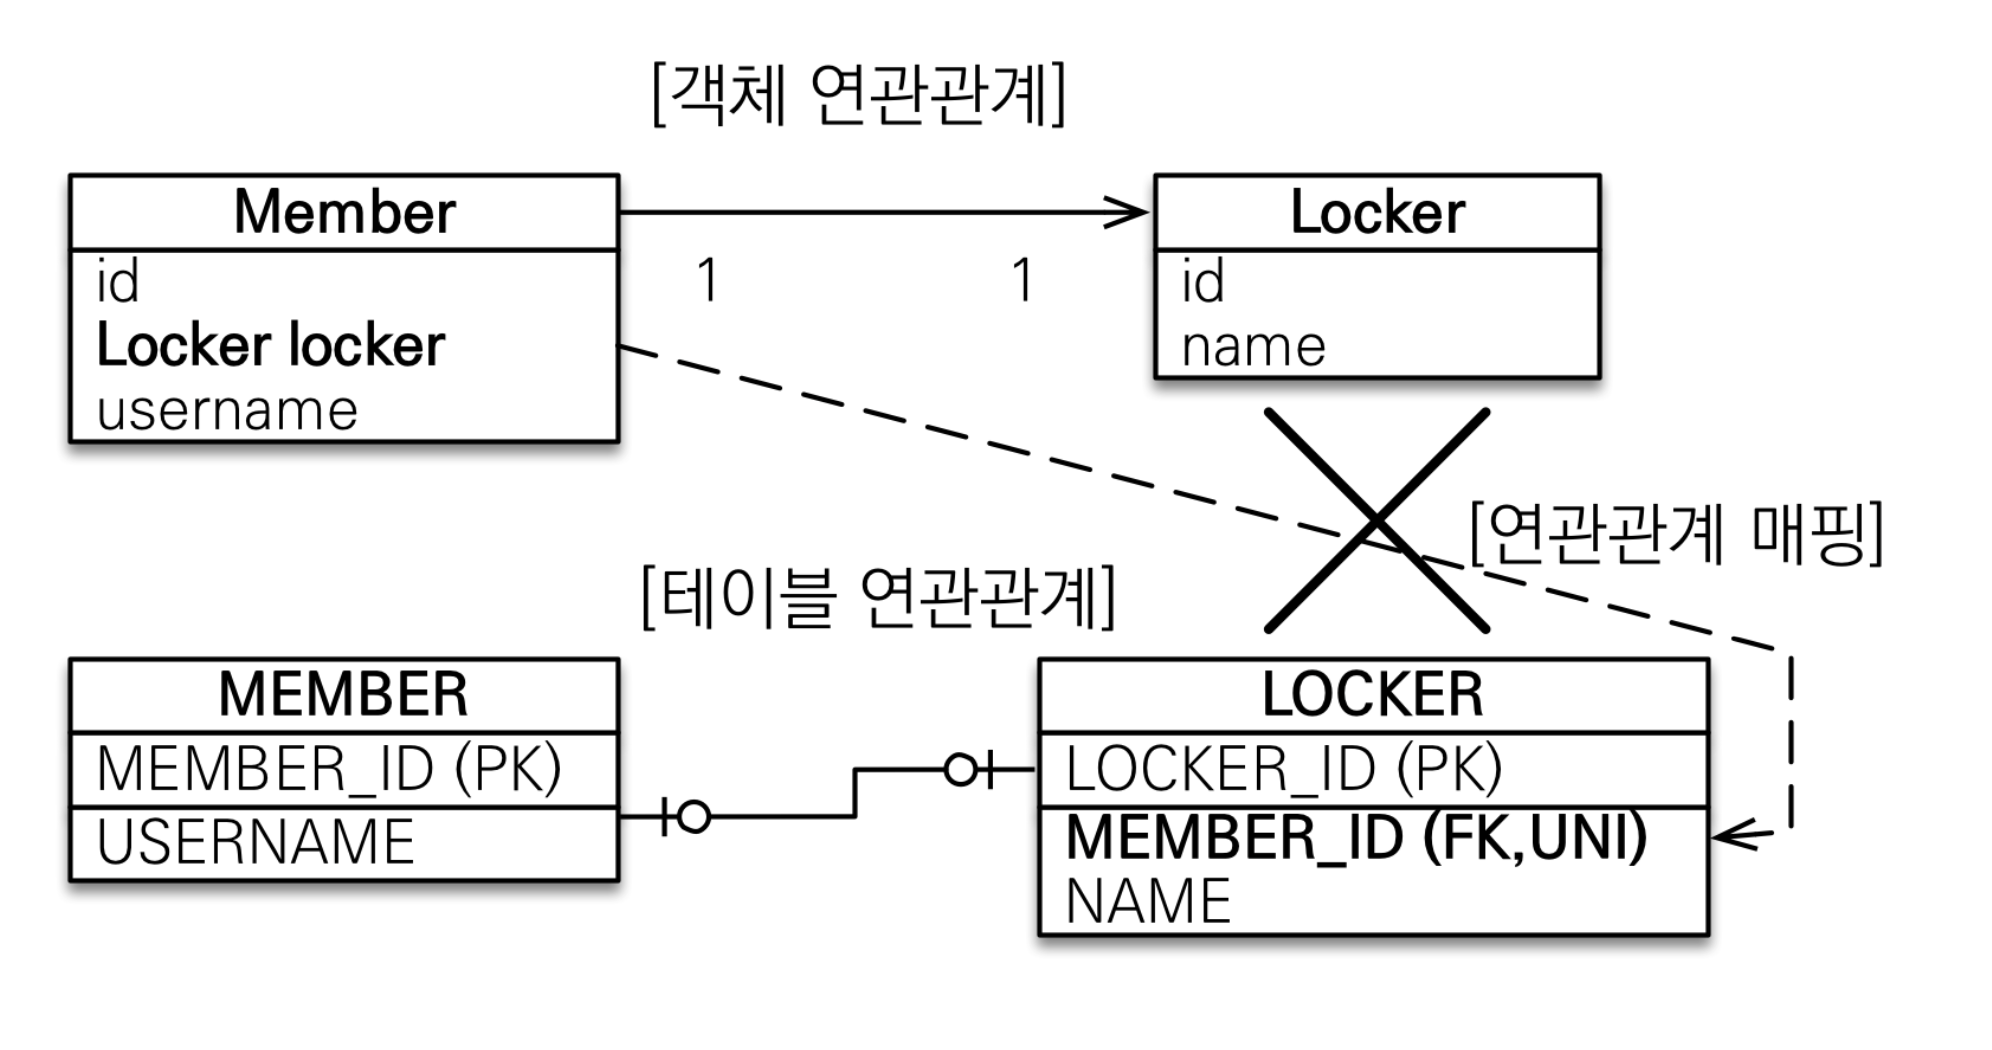 [객체 연관관계]
Member
Locker
id
Locker locker
username
1
1
id
name
[연관관계 매핑]
[테이블 연관관계]
MEMBER
MEMBER_ID (PK)
USERNAME
LOCKER
LOCKER_ID (PK)
MEMBER_ID (FK,UNI)
NAME